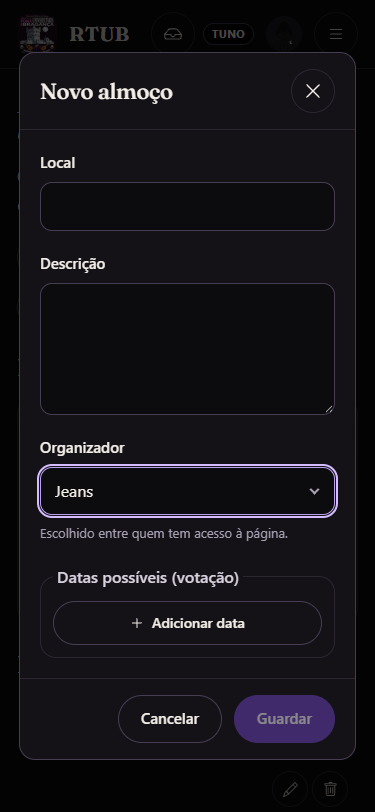 RTUB
TUNO
Novo almoço
Local
Descrição
Organizador
Jeans
Escolhido entre quem tem acesso à página.
Datas possíveis (votação)
+ Adicionar data
Cancelar
Guardar